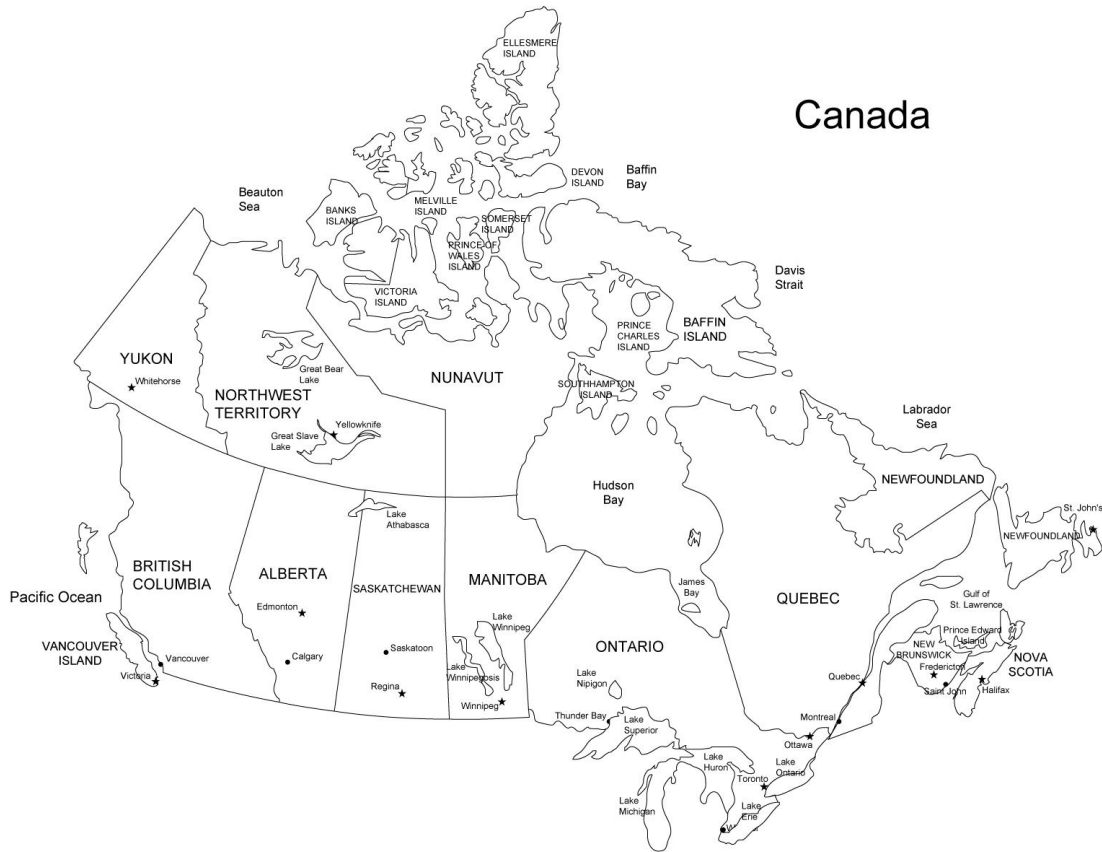 ELLESMERE
ISLAND
Canada
DEVON
ISLAND
Baffin
Bay
Beauton
Sea
BANKS
ISLAND
MELVILLE
ISLAND
SOMERSET
ISLAND
PRINCE OF
WALES
ISLAND
VICTORIA
ISLAND
Davis
Strait
PRINCE
CHARLES
ISLAND
BAFFIN
ISLAND
YUKON
Whitehorse
Great Bear
Lake
NORTHWEST
TERRITORY
NUNAVUT
SOUTHHAMPTON
ISLAND
Yellowknife
Great Slave
Lake
Labrador
Sea
Hudson
Bay
NEWFOUNDLAND
St. John's
NEWFOUNDLAND
Lake
Athabasca
BRITISH
COLUMBIA
ALBERTA
SASKATCHEWAN
MANITOBA
James
Bay
QUEBEC
Gulf of
St. Lawrence
Pacific Ocean
Edmonton
Lake
Winnipeg
Prince Edward
Island
VANCOUVER
ISLAND
Vancouver
Victoria
Calgary
Saskatoon
Regina
Lake
Winnipegosis
Winnipeg
ONTARIO
Lake
Nipigon
Thunder Bay
Lake
Superior
NEW
BRUNSWICK
Fredericton
Saint John
NOVA
SCOTIA
Halifax
Quebec
Montreal
Ottawa
Lake
Huron
Lake
Ontario
Toronto
Lake
Michigan
Lake
Erie